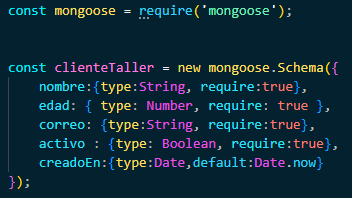 const mongoose = require('mongoose');
const clienteTaller = new mongoose.Schema({
nombre:{type:String, require:true},
edad: { type: Number, require: true },
correo: {type:String, require:true},
activo : {type: Boolean, require:true},
creadoEn:{type:Date,default:Date.now}
});